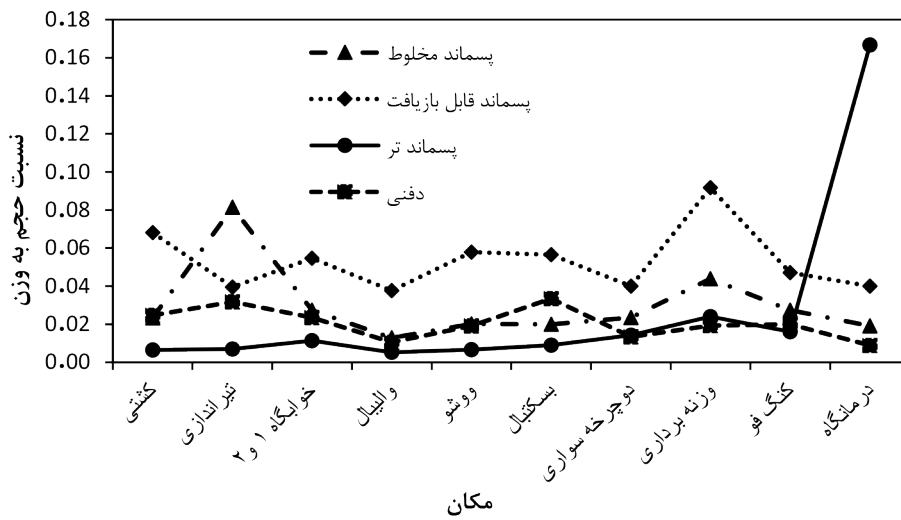 0.18
0.16
0.14
0.12
0.10
0.08
0.06
0.04
0.02
0.00
نسبت حجم به وزن
پسماند مخلوط
پسماند قابل بازیافت
پسماند تر
دفنی
کشتی
تیراندازی
خوابگاه ۱ و ۲
والیبال
ووشو
بسکتبال
دوچرخه سواری
وزنه برداری
کنگ فو
درمانگاه
مکان